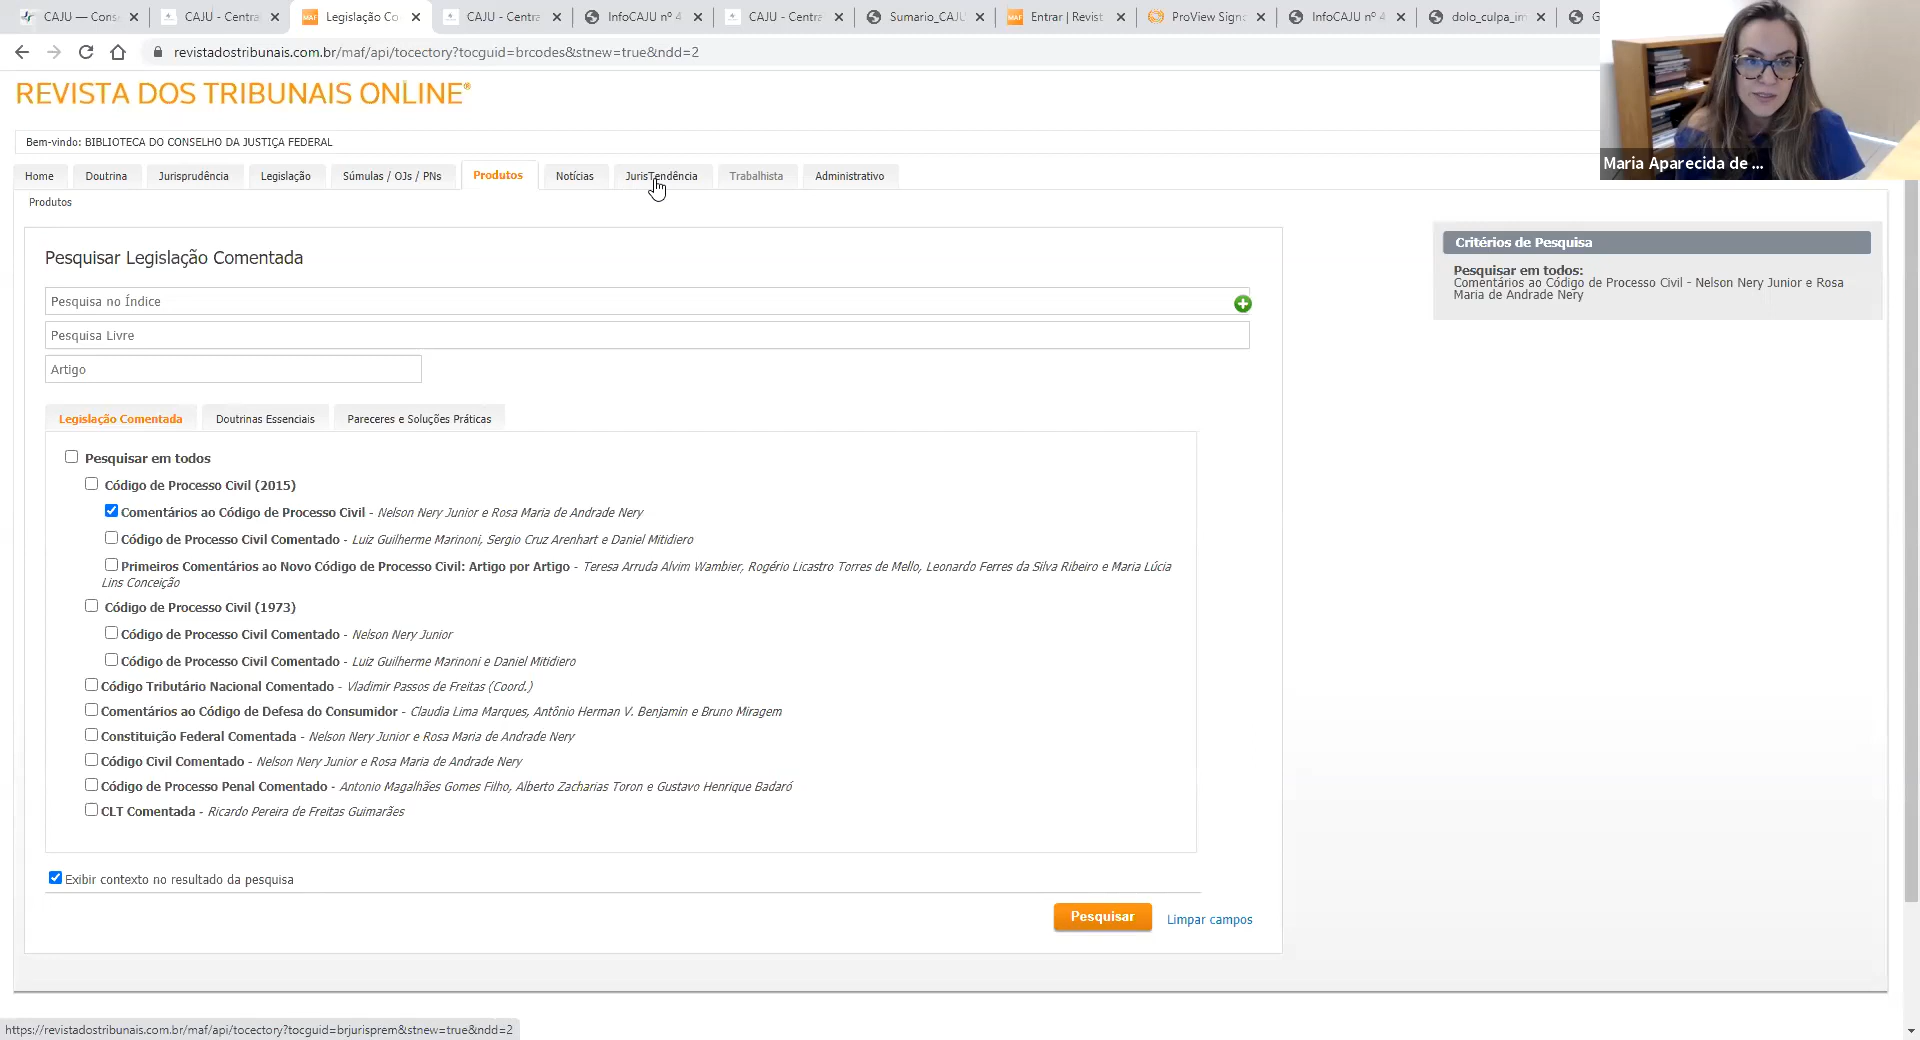 CAJU — Cons
CAJU - Centra
Legislação Co
CAJU - Centra
InfoCAJU nº 4
CAJU - Centra
Sumario_CAJU
Entrar | Revist
ProView Sign
InfoCAJU nº 4
dolo_culpa_im
G
revistadostribunais.com.br/maf/api/tocectory?tocguid=brcodes&stnew=true&ndd=2
REVISTA DOS TRIBUNAIS ONLINE®
Bem-vindo: BIBLIOTECA DO CONSELHO DA JUSTIÇA FEDERAL
Maria Aparecida de ...
Home
Doutrina
Jurisprudência
Legislação
Súmulas / OJs / PNs
Produtos
Notícias
JurisTendência
Trabalhista
Administrativo
Produtos
Pesquisar Legislação Comentada
Pesquisa no Índice
Pesquisa Livre
Artigo
Critérios de Pesquisa
Pesquisar em todos:
Comentários ao Código de Processo Civil - Nelson Nery Junior e Rosa
Maria de Andrade Nery
Legislação Comentada
Doutrinas Essenciais
Pareceres e Soluções Práticas
Pesquisar em todos
Código de Processo Civil (2015)
Comentários ao Código de Processo Civil - Nelson Nery Junior e Rosa Maria de Andrade Nery
Código de Processo Civil Comentado - Luiz Guilherme Marinoni, Sergio Cruz Arenhart e Daniel Mitidiero
Primeiros Comentários ao Novo Código de Processo Civil: Artigo por Artigo - Teresa Arruda Alvim Wambier, Rogério Licastro Torres de Mello, Leonardo Ferres da Silva Ribeiro e Maria Lúcia
Lins Conceição
Código de Processo Civil (1973)
Código de Processo Civil Comentado - Nelson Nery Junior
Código de Processo Civil Comentado - Luiz Guilherme Marinoni e Daniel Mitidiero
Código Tributário Nacional Comentado - Vladimir Passos de Freitas (Coord.)
Comentários ao Código de Defesa do Consumidor - Claudia Lima Marques, Antônio Herman V. Benjamin e Bruno Miragem
Constituição Federal Comentada - Nelson Nery Junior e Rosa Maria de Andrade Nery
Código Civil Comentado - Nelson Nery Junior e Rosa Maria de Andrade Nery
Código de Processo Penal Comentado - Antonio Magalhães Gomes Filho, Alberto Zacharias Toron e Gustavo Henrique Badaró
CLT Comentada - Ricardo Pereira de Freitas Guimarães
Exibir contexto no resultado da pesquisa
Pesquisar
Limpar campos
https://revistadostribunais.com.br/maf/api/tocectory?tocguid=brjurisprem&stnew=true&ndd=2